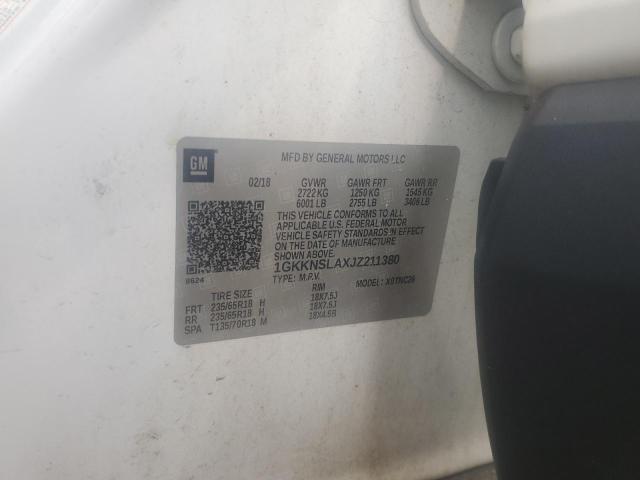 GM
MFD BY GENERAL MOTORS LLC
02/18 GVWR GAWR FRT GAWR RR
2722 KG 1250 KG 1545 KG
6001 LB 2755 LB 3406 LB
THIS VEHICLE CONFORMS TO ALL
APPLICABLE U.S. FEDERAL MOTOR
VEHICLE SAFETY STANDARDS IN
EFFECT ON THE DATE OF MANUFACTURE
SHOWN ABOVE.
1GKKNSLAXJZ211380
0624
TYPE: M.P.V. MODEL:
TIRE SIZE RIM
FRT 235/65R18 H 18X7.5J
RR 235/65R18 H 18X7.5J
SPA T135/70R18 M 18X4.5B